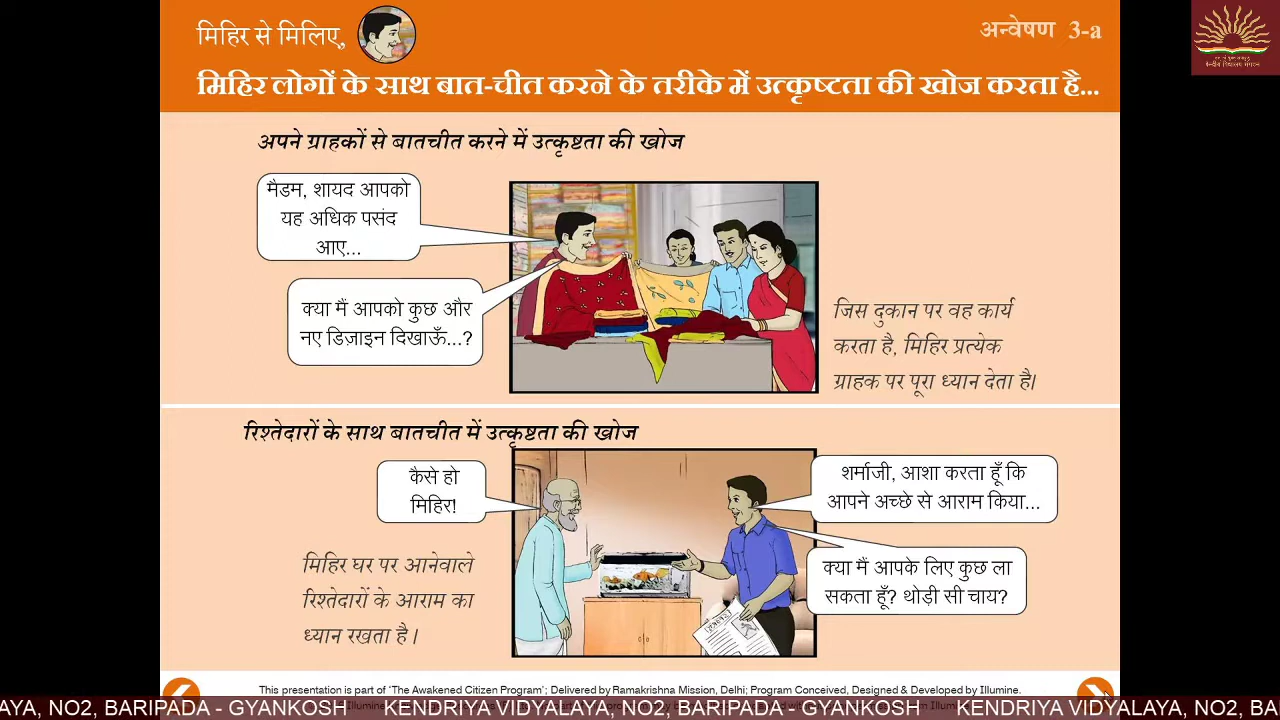 मिहिर से मिलिए,
अन्वेषण 3-a
मिहिर लोगों के साथ बात-चीत करने के तरीके में उत्कृष्टता की खोज करता है...
अपने ग्राहकों से बातचीत करने में उत्कृष्टता की खोज
मैडम, शायद आपको
यह अधिक पसंद
आए...
क्या मैं आपको कुछ और
नए डिज़ाइन दिखाऊँ...?
जिस दुकान पर वह कार्य
करता है, मिहिर प्रत्येक
ग्राहक पर पूरा ध्यान देता है।
रिश्तेदारों के साथ बातचीत में उत्कृष्टता की खोज
कैसे हो
मिहिर!
शर्माजी, आशा करता हूँ कि
आपने अच्छे से आराम किया...
क्या मैं आपके लिए कुछ ला
सकता हूँ? थोड़ी सी चाय?
मिहिर घर पर आनेवाले
रिश्तेदारों के आराम का
ध्यान रखता है।
This presentation is part of 'The Awakened Citizen Program'; Delivered by Ramakrishna Mission, Delhi; Program Conceived, Designed & Developed by Illumine.
AYA, NO2, BARIPADA - GYANKOSH KENDRIYA VIDYALAYA, NO2, BARIPADA - GYANKOSH KENDRIYA VIDYALAYA, NO2, BA